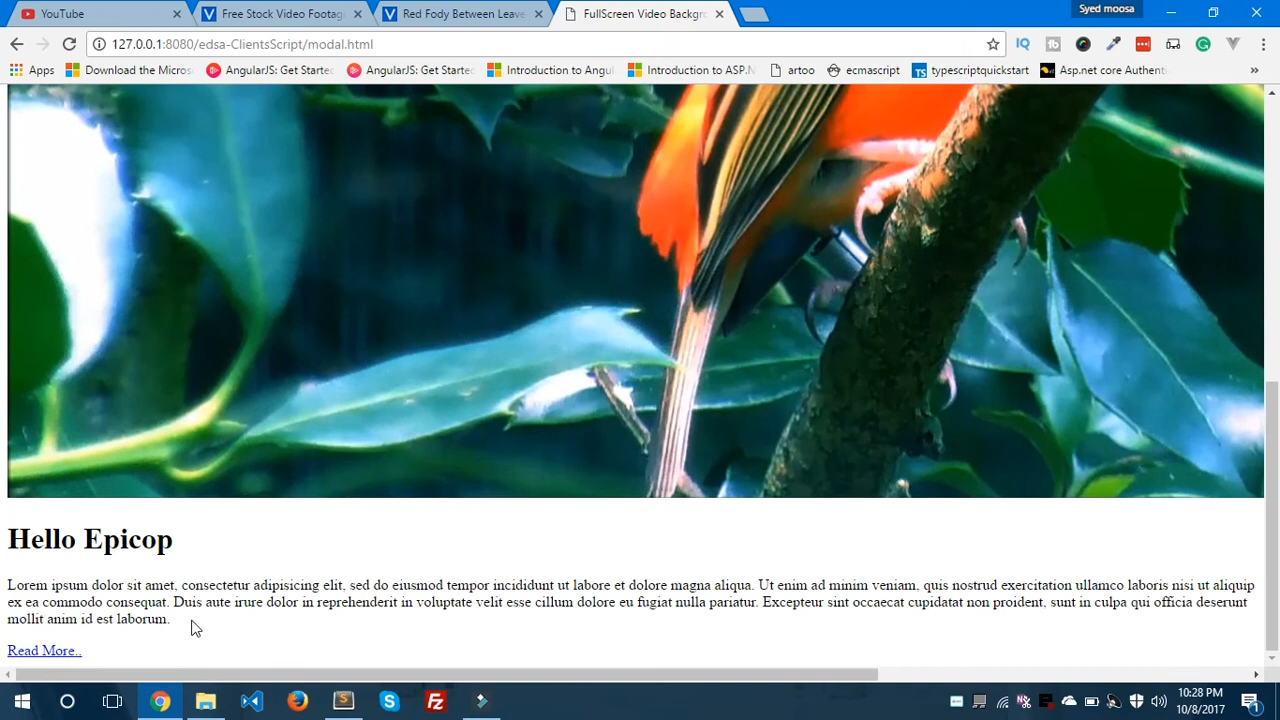 YouTube
Free Stock Video Footag
Red Fody Between Leave
FullScreen Video Backgro
Syed moosa
127.0.0.1:8080/edsa-ClientsScript/modal.html
Apps
Download the Micros
AngularJS: Get Starte
AngularJS: Get Starte
Introduction to Angu
Introduction to ASP.N
artoo
ecmascript
typescriptquickstart
Asp.net core Authenti
Hello Epicop
Lorem ipsum dolor sit amet, consectetur adipisicing elit, sed do eiusmod tempor incididunt ut labore et dolore magna aliqua. Ut enim ad minim veniam, quis nostrud exercitation ullamco laboris nisi ut aliquip
ex ea commodo consequat. Duis aute irure dolor in reprehenderit in voluptate velit esse cillum dolore eu fugiat nulla pariatur. Excepteur sint occaecat cupidatat non proident, sunt in culpa qui officia deserunt
mollit anim id est laborum.
Read More..
10:28 PM
10/8/2017